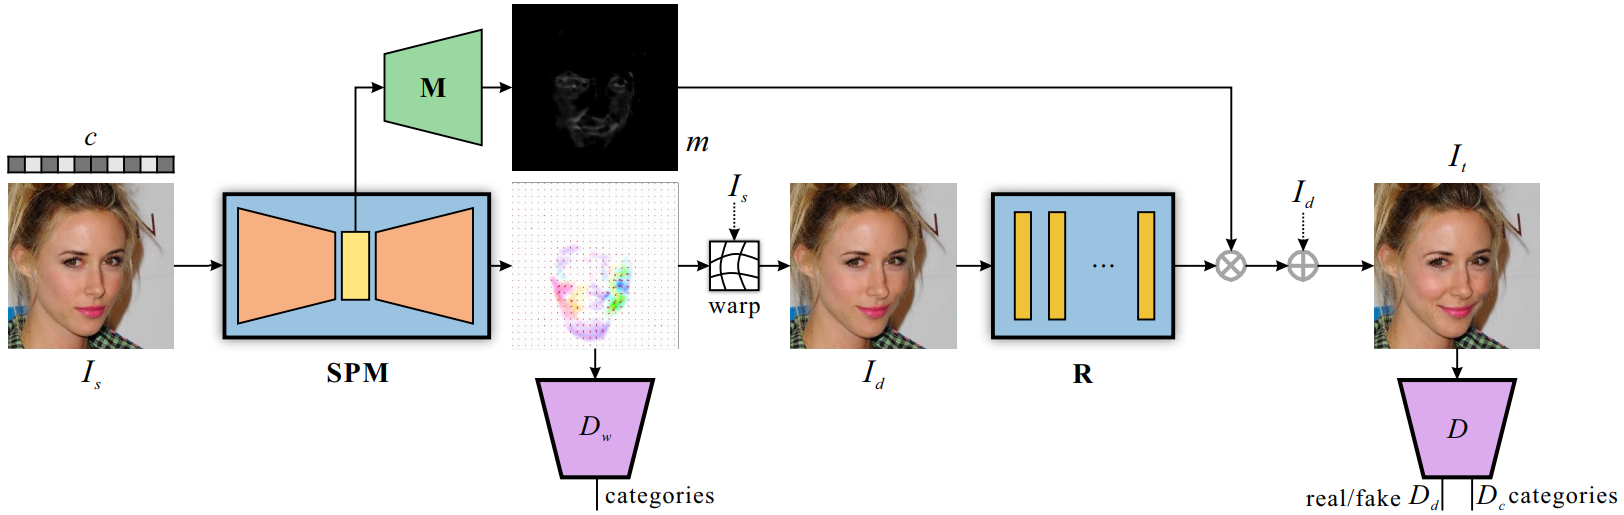 M
c
m
I_s
I_d
I_t
warp
...
I_s
SPM
I_d
R
D_w
D
categories
real/fake D_d
D_c categories